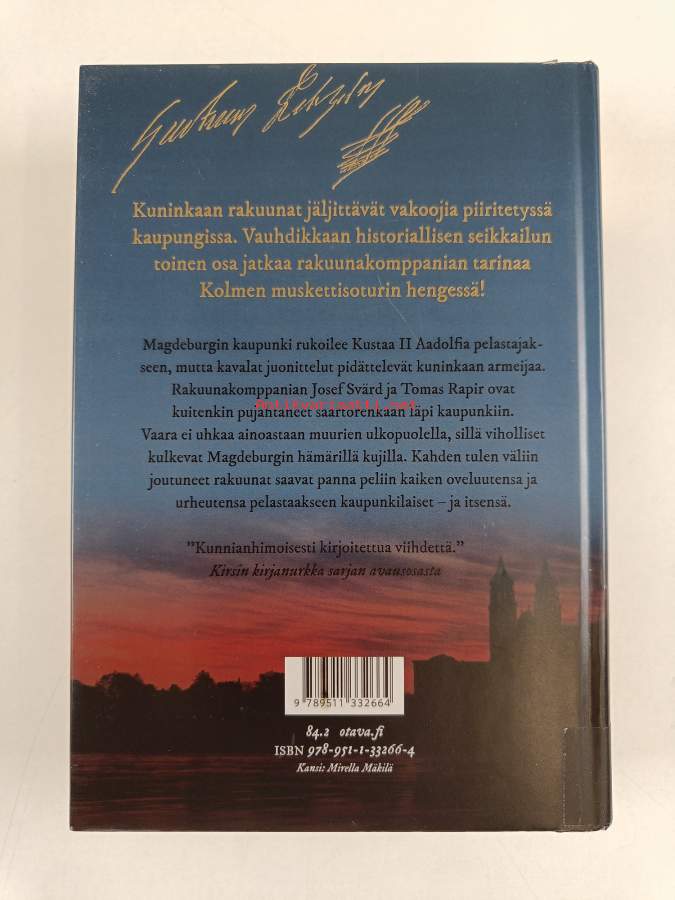 Kuninkaan rakuunat jäljittävät vakoojia piiritetyssä
kaupungissa. Vauhdikkaan historiallisen seikkailun
toinen osa jatkaa rakuunakomppanian tarinaa
Kolmen muskettisoturin hengessä!
Magdeburgin kaupunki rukoilee Kustaa II Aadolfia pelastajak-
seen, mutta kavalat juonittelut pidättelevät kuninkaan armeijaa.
Rakuunakomppanian Josef Svärd ja Tomas Rapir ovat
Antikvariaatti.net
kuitenkin pujahtaneet saartorenkaan läpi kaupunkiin.
Vaara ei uhkaa ainoastaan muurien ulkopuolella, sillä viholliset
kulkevat Magdeburgin hämärillä kujilla. Kahden tulen väliin
joutuneet rakuunat saavat panna peliin kaiken oveluutensa ja
urheutensa pelastaakseen kaupunkilaiset – ja itsensä.
”Kunnianhimoisesti kirjoitettua viihdettä.”
Kirsin kirjanurkka sarjan avausosasta
9 789511 332664
84.2 otava.fi
ISBN 978-951-1-33266-4
Kansi: Mirella Mäkilä